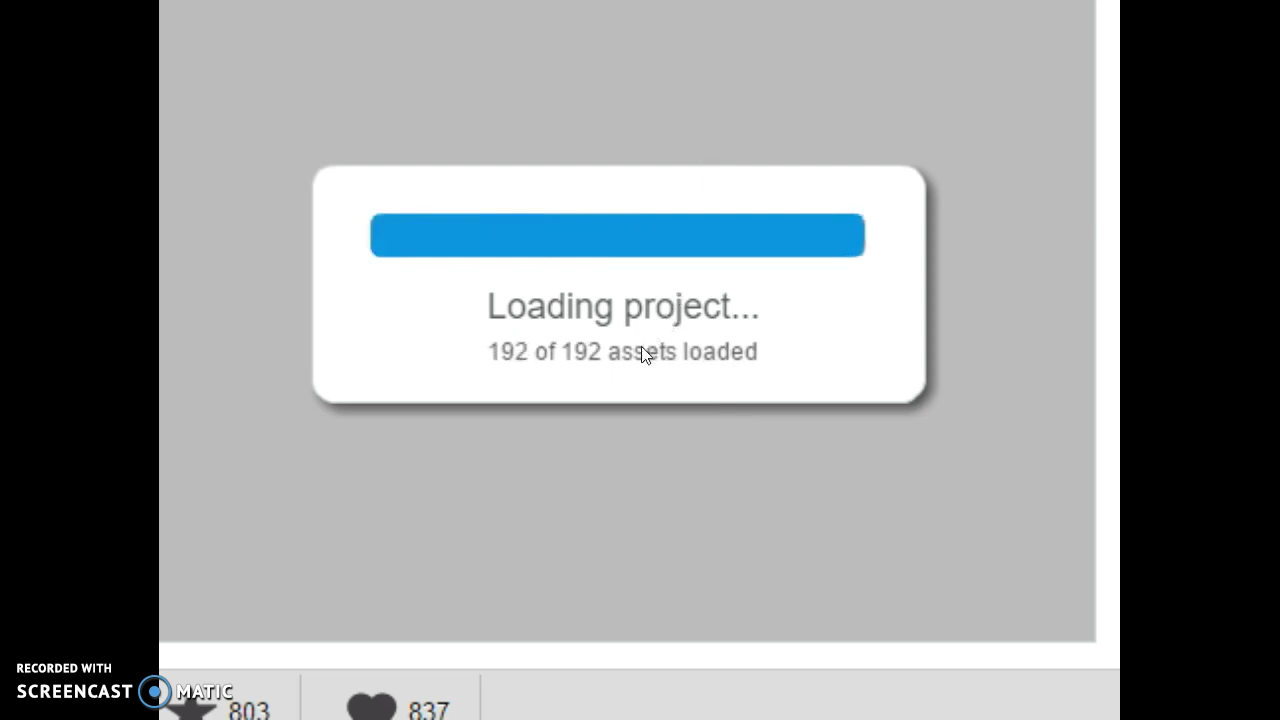 Loading project...
192 of 192 assets loaded
803
837
RECORDED WITH
SCREENCAST MATIC